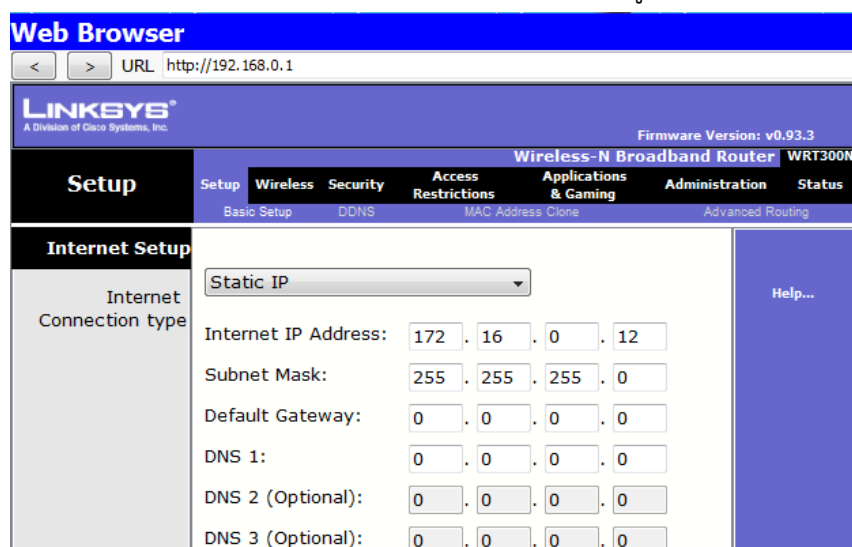 Web Browser
< > URL http://192.168.0.1
LINKSYS®
A Division of Cisco Systems, Inc.
Firmware Version: v0.93.3
Wireless-N Broadband Router WRT300N
Setup
Setup Wireless Security Access Restrictions Applications & Gaming Administration Status
Basic Setup DDNS MAC Address Clone Advanced Routing
Internet Setup
Internet Connection type
Static IP
Help...
Internet IP Address: 172 . 16 . 0 . 12
Subnet Mask: 255 . 255 . 255 . 0
Default Gateway: 0 . 0 . 0 . 0
DNS 1: 0 . 0 . 0 . 0
DNS 2 (Optional): 0 . 0 . 0 . 0
DNS 3 (Optional): 0 . 0 . 0 . 0